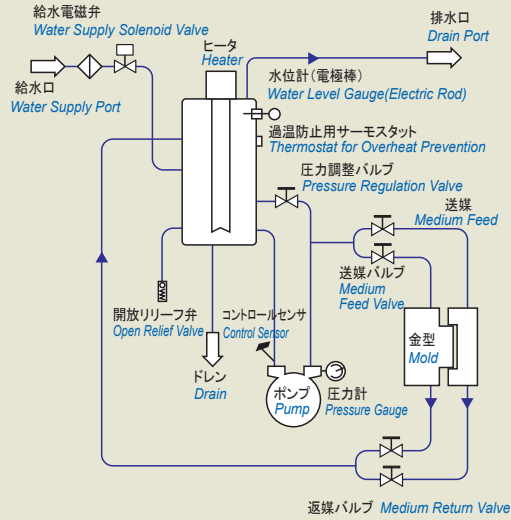 給水電磁弁
Water Supply Solenoid Valve
排水口
Drain Port
ヒータ
Heater
給水口
Water Supply Port
水位計(電極棒)
Water Level Gauge(Electric Rod)
過温防止用サーモスタット
Thermostat for Overheat Prevention
圧力調整バルブ
Pressure Regulation Valve
送媒
Medium Feed
送媒バルブ
Medium
Feed Valve
開放リリーフ弁
Open Relief Valve
コントロールセンサ
Control Sensor
金型
Mold
ドレン
Drain
ポンプ
Pump
圧力計
Pressure Gauge
返媒バルブ Medium Return Valve